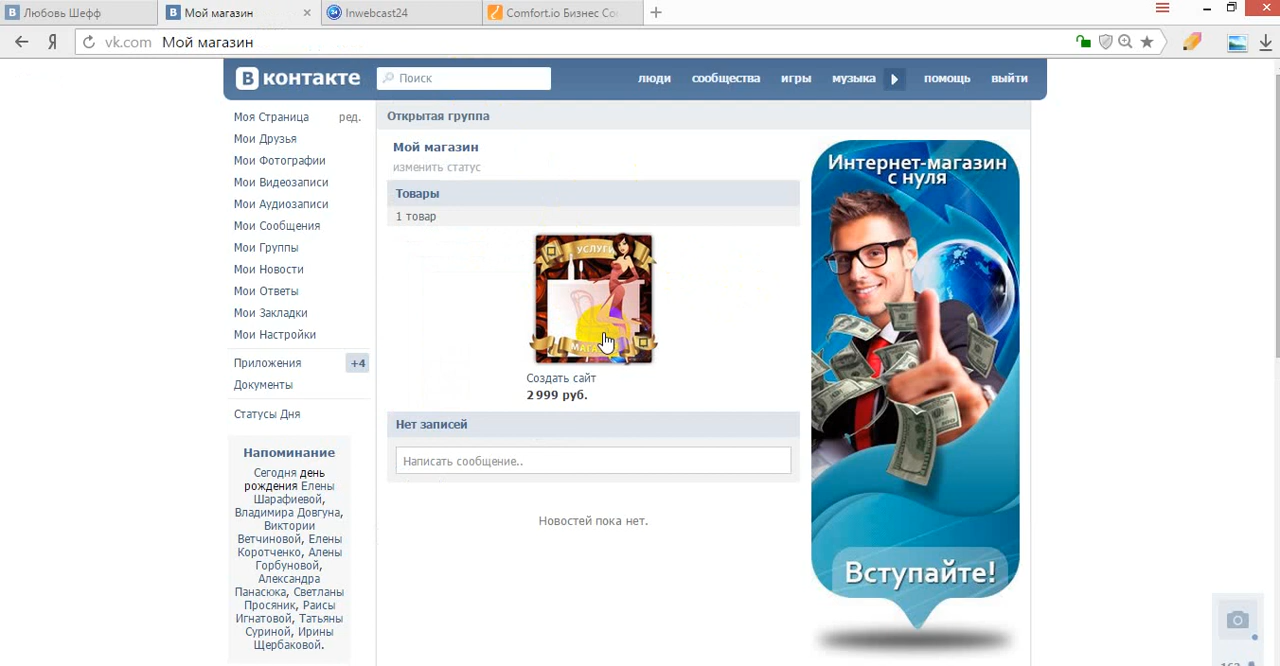 Любовь Шефф
Мой магазин
Inwebcast24
Comfort.io Бизнес Со
vk.com Мой магазин
В контакте
Поиск
люди
сообщества
игры
музыка
помощь
выйти
Моя Страница ред.
Мои Друзья
Мои Фотографии
Мои Видеозаписи
Мои Аудиозаписи
Мои Сообщения
Мои Группы
Мои Новости
Мои Ответы
Мои Закладки
Мои Настройки
Приложения +4
Документы
Статусы Дня
Напоминание
Сегодня день
рождения Елены
Шарафиевой,
Владимира Довгуна,
Виктории
Ветчиновой, Елены
Коротченко, Алены
Горбуновой,
Александра
Панасюка, Светланы
Просяник, Раисы
Игнатовой, Татьяны
Суриной, Ирины
Щербаковой.
Открытая группа
Мой магазин
изменить статус
Товары
1 товар
УСЛУГИ
Создать сайт
2 999 руб.
Нет записей
Написать сообщение..
Новостей пока нет.
Интернет-магазин
с нуля
Вступайте!